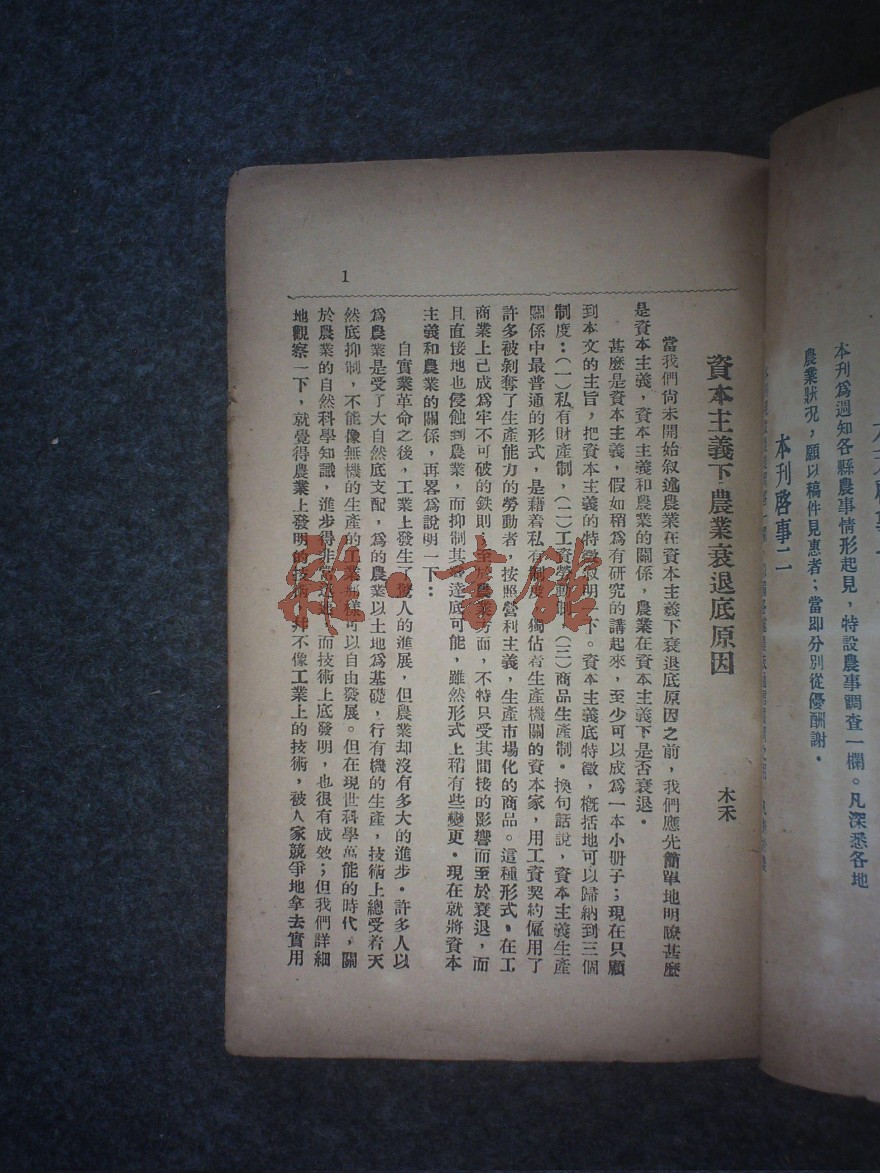 本刊爲週知各縣農事情形起見，特設農事調查一欄。凡深悉各地
農業狀況，願以稿件見惠者；當即分別從優酬謝。
本刊啓事二
資本主義下農業衰退底原因
木禾
當我們尚未開始叙述農業在資本主義下衰退底原因之前，我們應先簡單地明瞭甚麼
是資本主義，資本主義和農業的關係，農業在資本主義下是否衰退。
甚麼是資本主義，假如稍爲有研究的講起來，至少可以成爲一本小册子；現在只顧
到本文的主旨，把資本主義的特徵叙明一下。資本主義底特徵，概括地可以歸納到三個
制度：（一）私有財產制，（二）工資勞動制，（三）商品生產制。換句話說，資本主義生產
關係中最普通的形式，是藉着私有制度，獨佔着生產機關的資本家，用工資契約僱用了
許多被剝奪了生產能力的勞動者，按照營利主義，生產市場化的商品。這種形式，在工
商業上已成爲牢不可破的鉄則，至於農業方面，不特只受其間接的影響而至於衰退，而
且直接地也侵蝕到農業，而抑制其發達底可能，雖然形式上稍有些變更。現在就將資本
主義和農業的關係，再畧爲說明一下：
自實業革命之後，工業上發生了驚人的進展，但農業却沒有多大的進步。許多人以
爲農業是受了大自然底支配，爲的農業以土地爲基礎，行有機的生產，技術上總受着天
然底抑制，不能像無機的生產的工業那樣可以自由發展。但在現世科學萬能的時代，關
於農業的自然科學知識，進步得非常 而技術上底發明，也很有成效；但我們詳細
地觀察一下，就覺得農業上發明的技術，並不像工業上的技術，被人家競爭地拿去實用
1
雜·書館